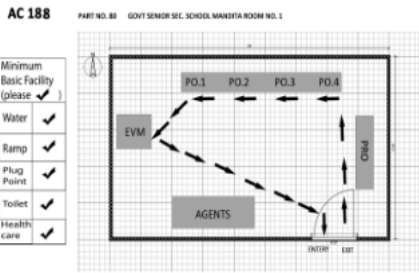 AC 188
PART NO. 80 GOVT SENIOR SEC. SCHOOL MANDITA ROOM NO. 1
Minimum
Basic Facility
(please ✔ )
Water ✔
Ramp ✔
Plug
Point ✔
Toilet ✔
Health
care ✔
PO.1 PO.2 PO.3 PO.4
EVM
PRO
AGENTS
ENTERY EXIT